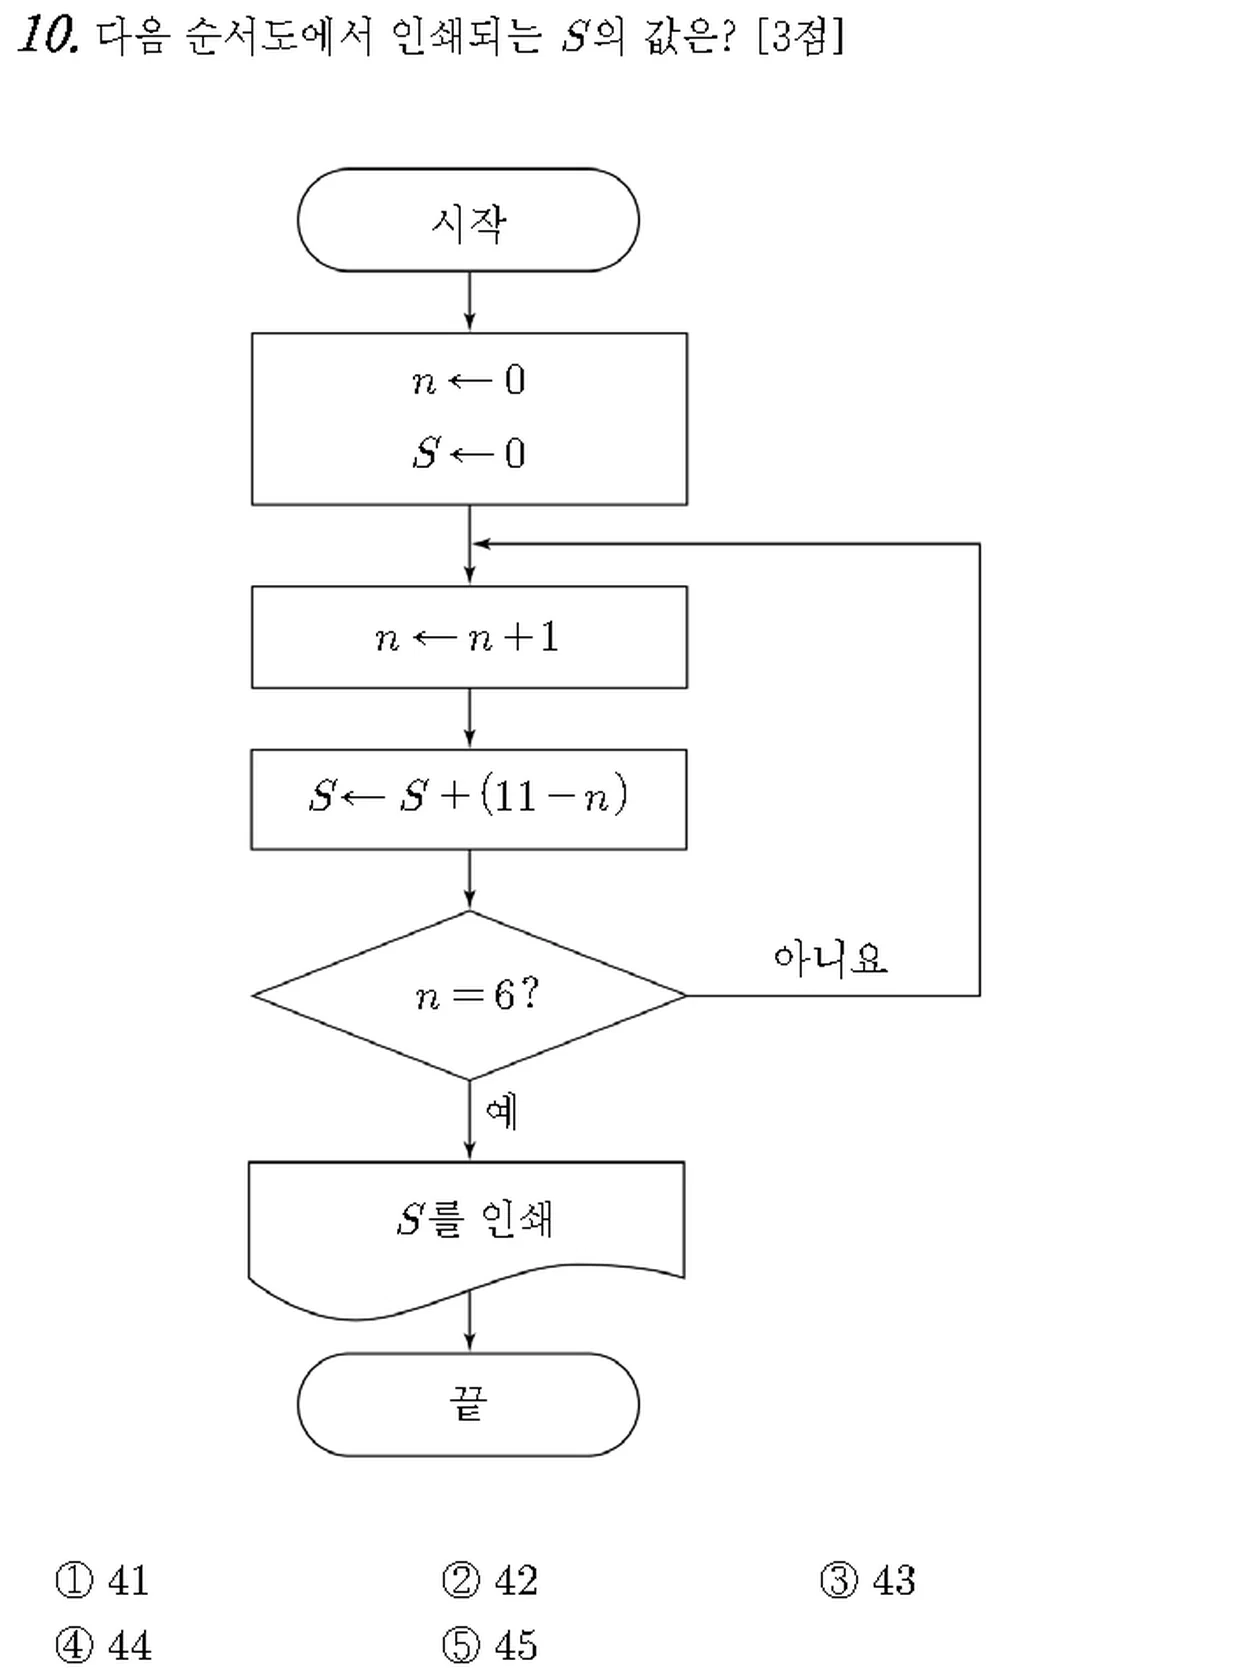 10. 다음 순서도에서 인쇄되는 S의 값은? [3점]
시작
n ← 0
S ← 0
n ← n + 1
S ← S + (11 − n)
n = 6?
아니요
예
S를 인쇄
끝
① 41 ② 42 ③ 43
④ 44 ⑤ 45